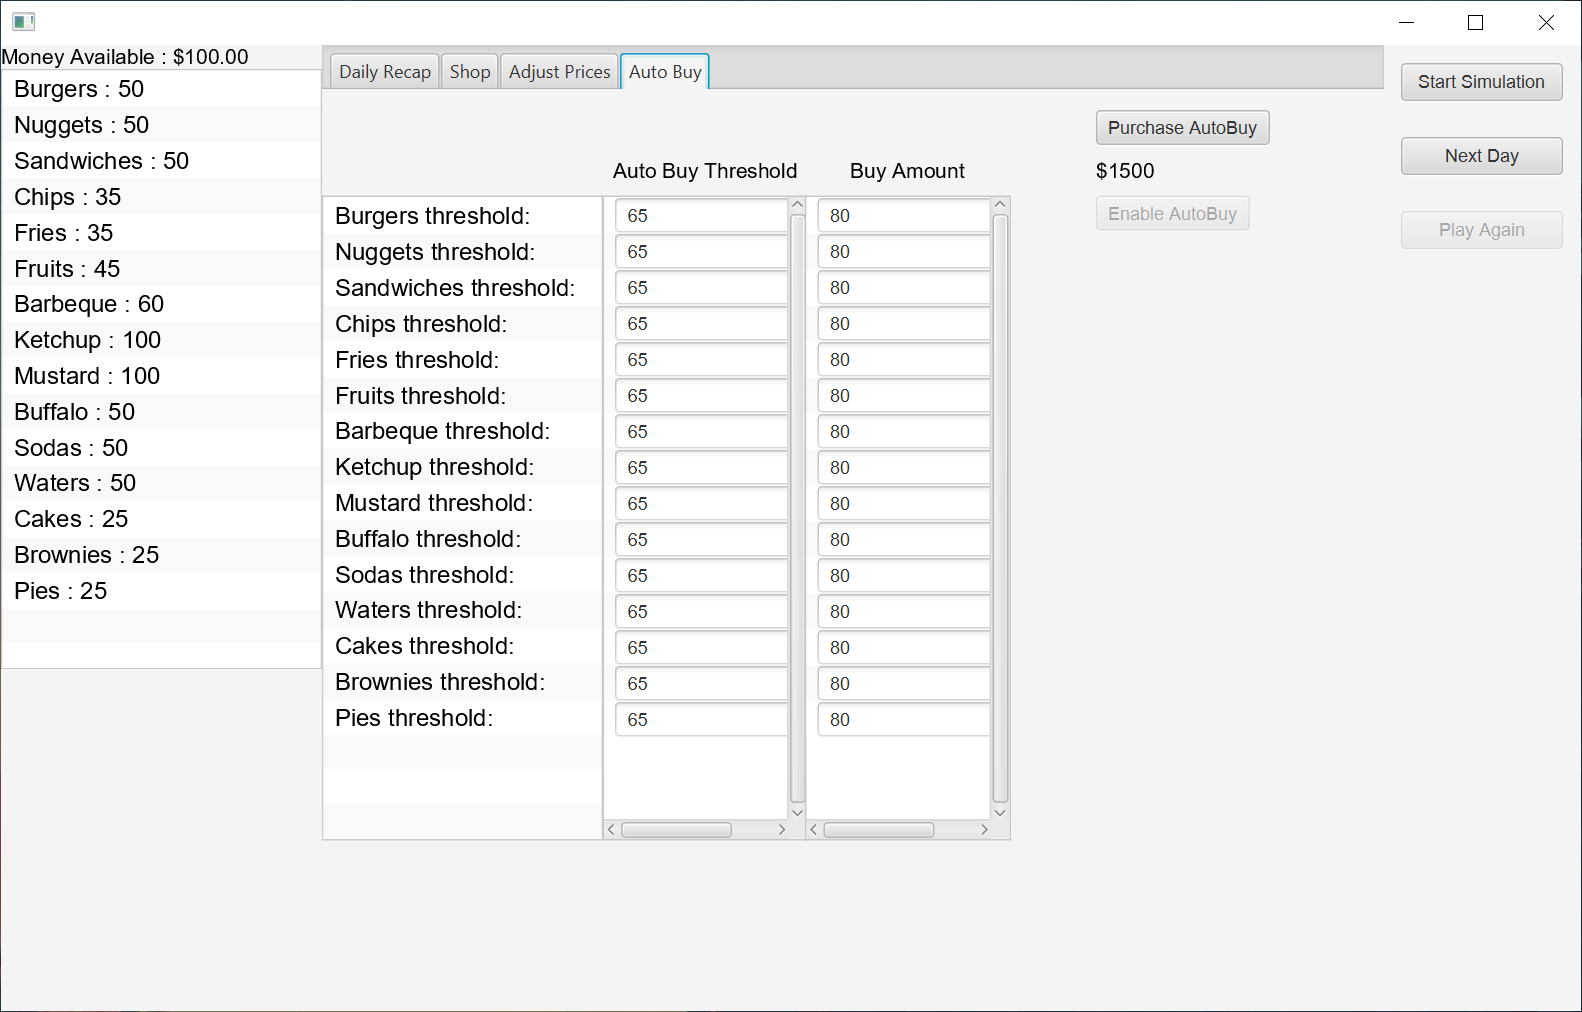 Money Available : $100.00
Burgers : 50
Nuggets : 50
Sandwiches : 50
Chips : 35
Fries : 35
Fruits : 45
Barbeque : 60
Ketchup : 100
Mustard : 100
Buffalo : 50
Sodas : 50
Waters : 50
Cakes : 25
Brownies : 25
Pies : 25
Daily Recap Shop Adjust Prices Auto Buy
Auto Buy Threshold Buy Amount
Burgers threshold: 65 80
Nuggets threshold: 65 80
Sandwiches threshold: 65 80
Chips threshold: 65 80
Fries threshold: 65 80
Fruits threshold: 65 80
Barbeque threshold: 65 80
Ketchup threshold: 65 80
Mustard threshold: 65 80
Buffalo threshold: 65 80
Sodas threshold: 65 80
Waters threshold: 65 80
Cakes threshold: 65 80
Brownies threshold: 65 80
Pies threshold: 65 80
Purchase AutoBuy
$1500
Enable AutoBuy
Start Simulation
Next Day
Play Again